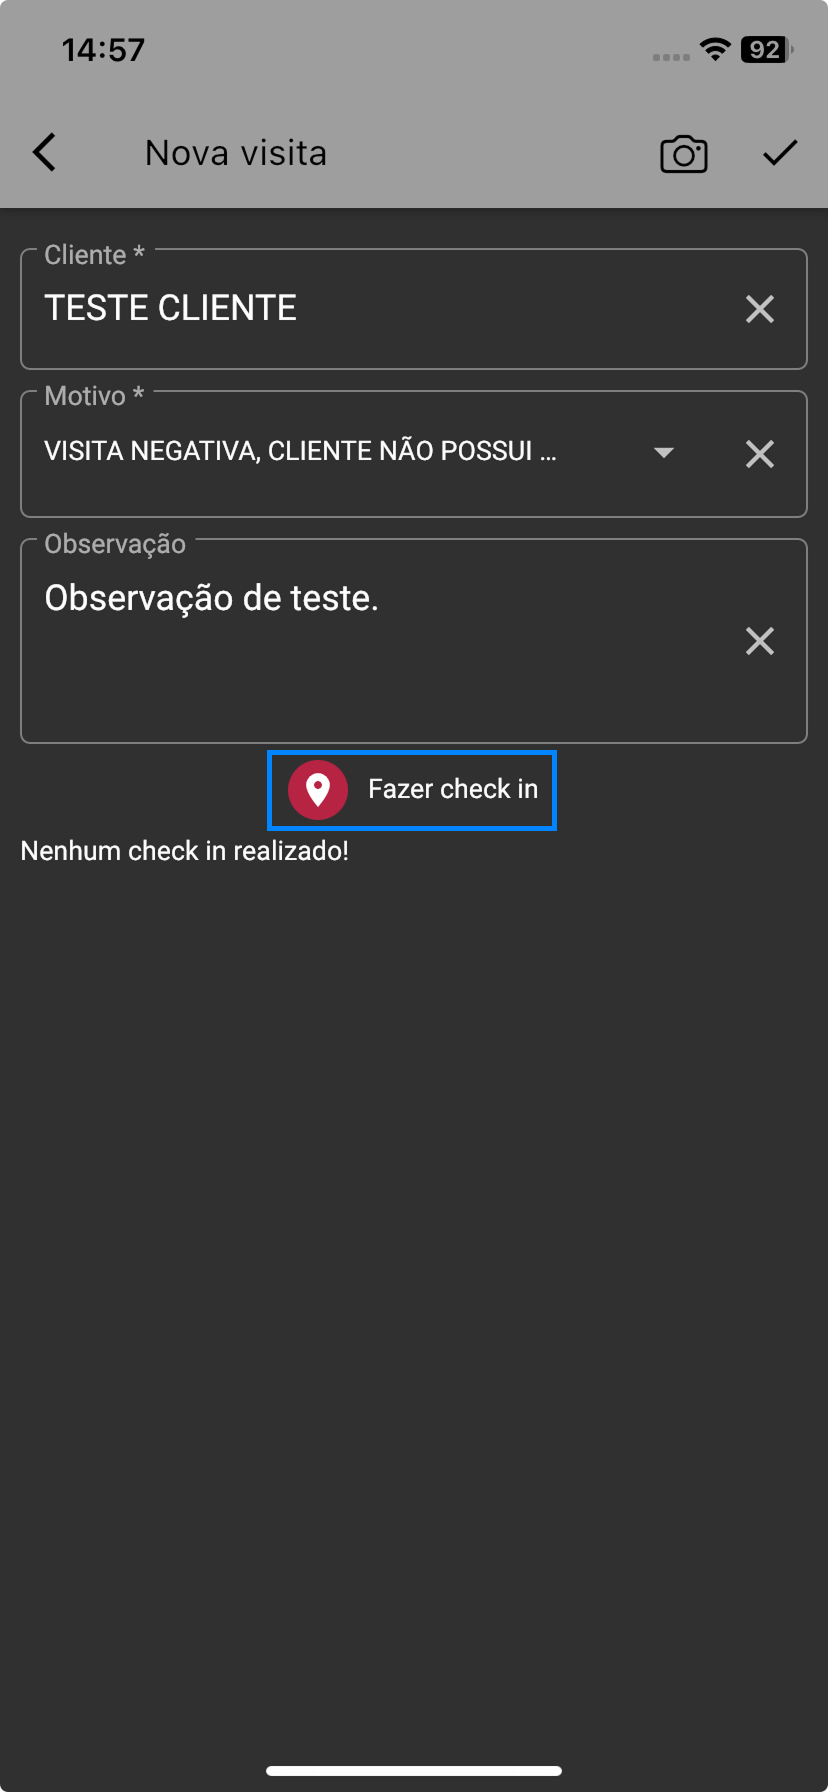 14:57
92
Nova visita
Cliente *
TESTE CLIENTE
Motivo *
VISITA NEGATIVA, CLIENTE NÃO POSSUI ...
Observação
Observação de teste.
Fazer check in
Nenhum check in realizado!